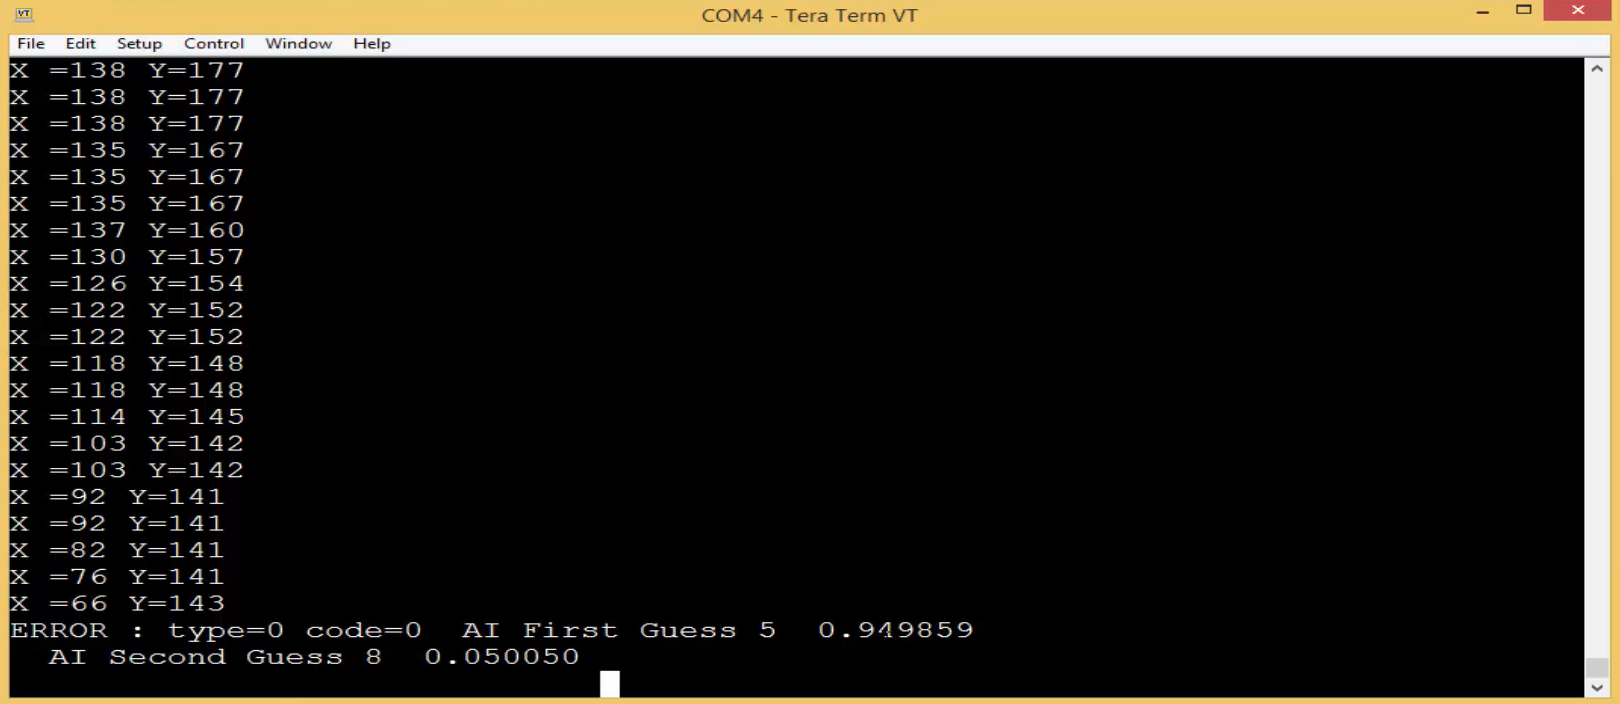 VT
COM4 - Tera Term VT
File Edit Setup Control Window Help
X =138 Y=177
X =138 Y=177
X =138 Y=177
X =135 Y=167
X =135 Y=167
X =135 Y=167
X =137 Y=160
X =130 Y=157
X =126 Y=154
X =122 Y=152
X =122 Y=152
X =118 Y=148
X =118 Y=148
X =114 Y=145
X =103 Y=142
X =103 Y=142
X =92 Y=141
X =92 Y=141
X =82 Y=141
X =76 Y=141
X =66 Y=143
ERROR : type=0 code=0  AI First Guess 5  0.949859
AI Second Guess 8  0.050050